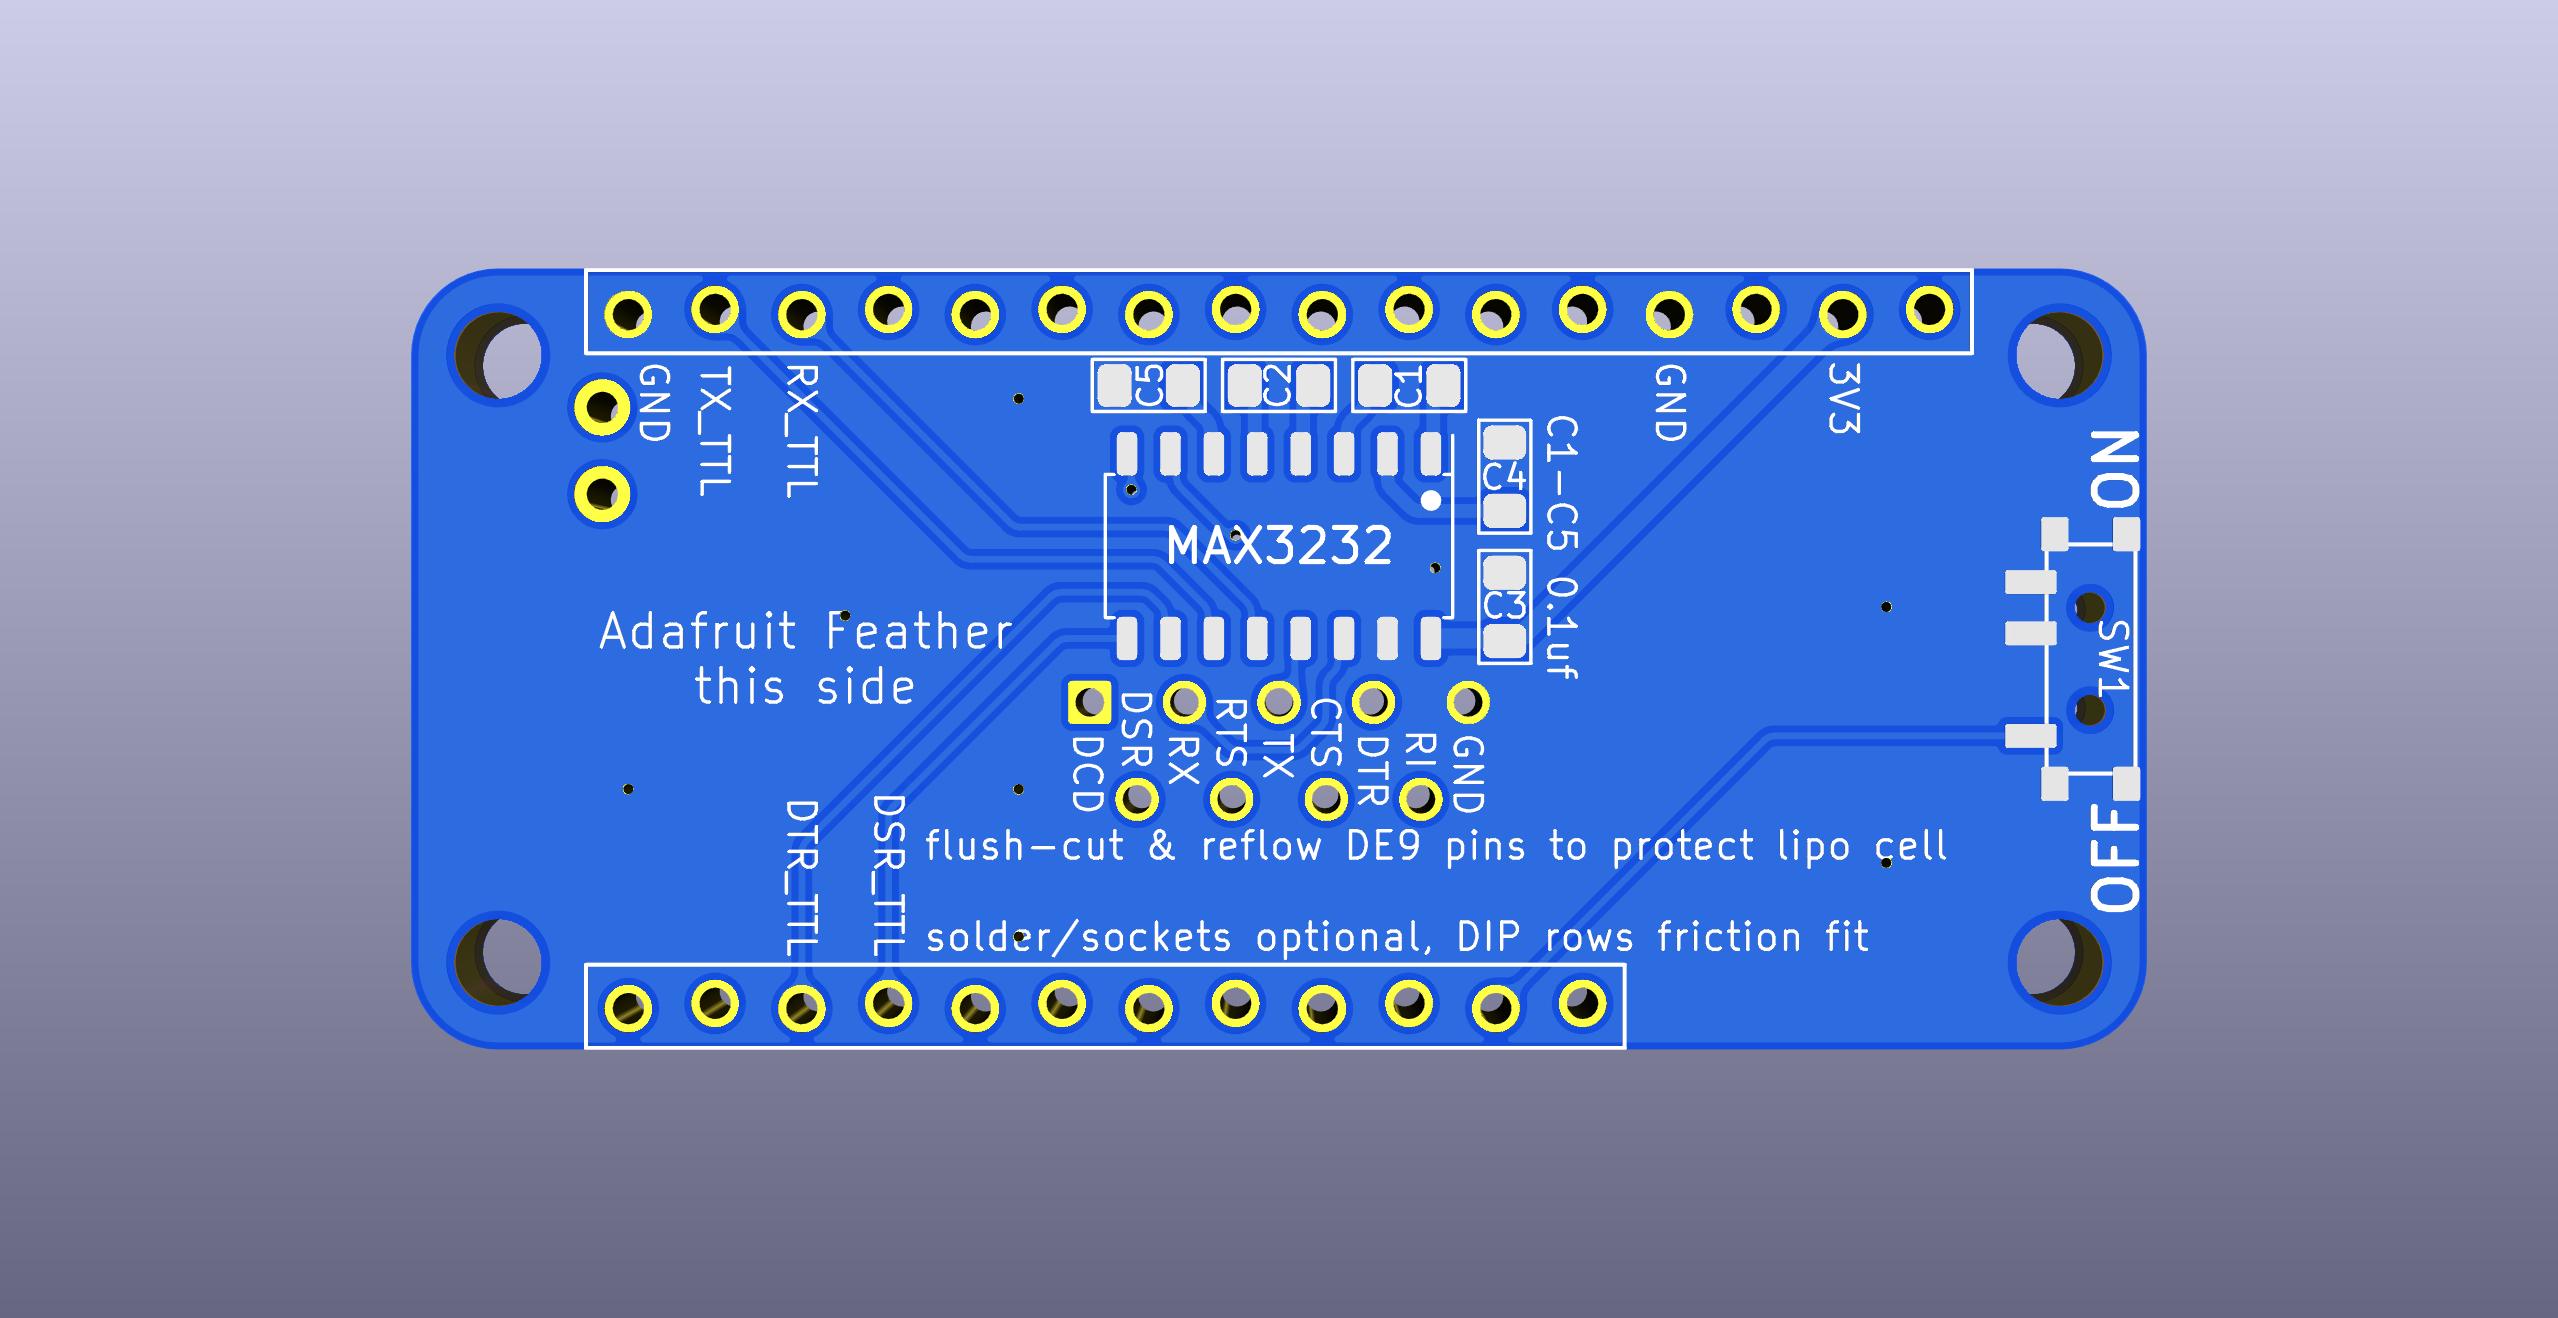 GND
TX_TTL
RX_TTL
C5
C2
C1
GND
3V3
C4
C3
C1-C5 0.1uf
MAX3232
ON
SW1
OFF
Adafruit Feather
this side
DCD
DSR
RX
RTS
TX
CTS
DTR
RI
GND
DTR_TTL
DSR_TTL
flush-cut & reflow DE9 pins to protect lipo cell
solder/sockets optional, DIP rows friction fit